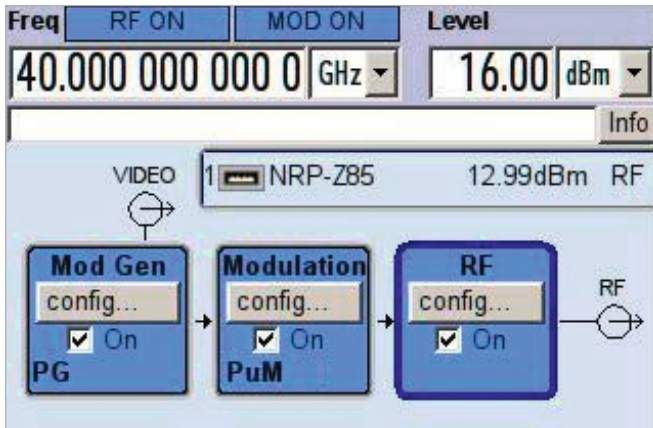 Freq RF ON MOD ON Level
40.000 000 000 0 GHz 16.00 dBm
Info
VIDEO 1 NRP-Z85 12.99dBm RF
Mod Gen Modulation RF
config... config... config... RF
On On On
PG PuM